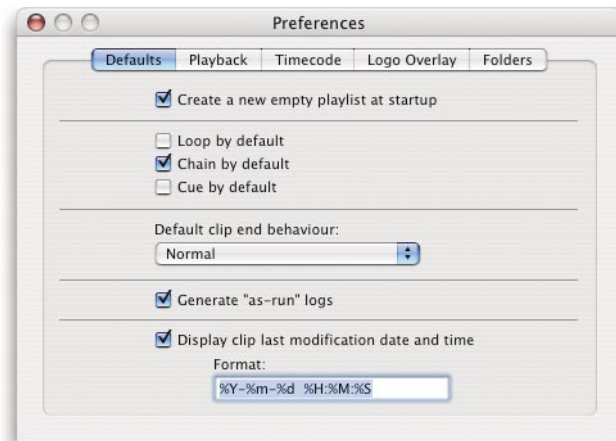 Preferences
Defaults Playback Timecode Logo Overlay Folders
Create a new empty playlist at startup
Loop by default
Chain by default
Cue by default
Default clip end behaviour:
Normal
Generate "as-run" logs
Display clip last modification date and time
Format:
%Y-%m-%d  %H:%M:%S